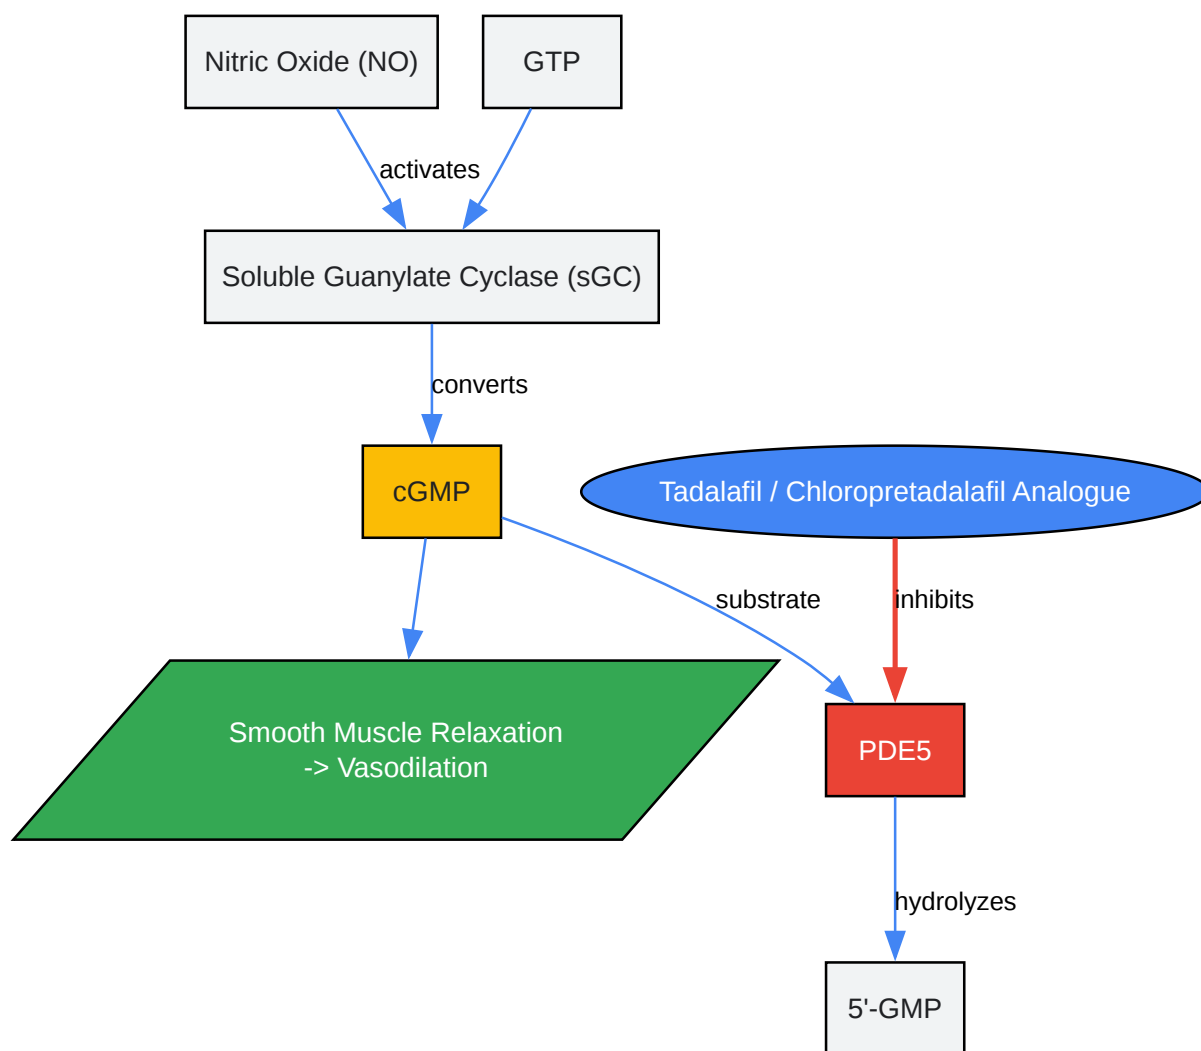 Nitric Oxide (NO)
GTP
activates
Soluble Guanylate Cyclase (sGC)
converts
cGMP
Tadalafil / Chloropretadalafil Analogue
substrate
inhibits
Smooth Muscle Relaxation
-> Vasodilation
PDE5
hydrolyzes
5'-GMP